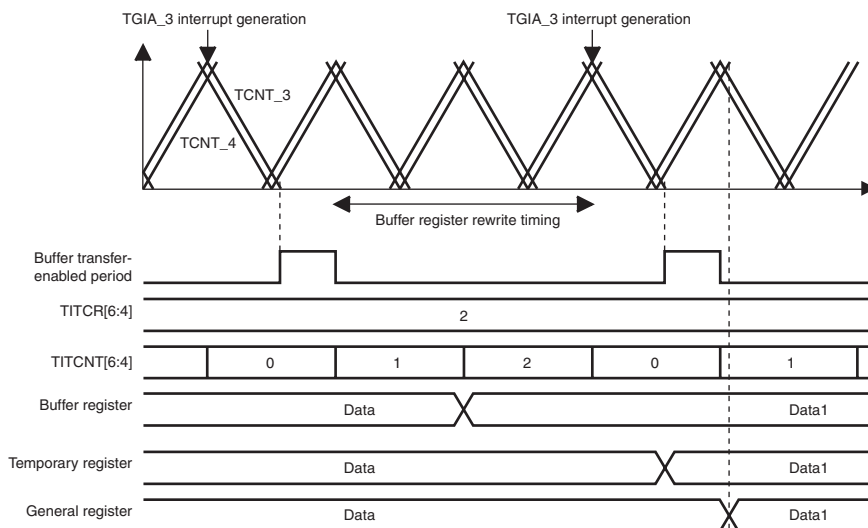 TGIA_3 interrupt generation
TGIA_3 interrupt generation
TCNT_3
TCNT_4
Buffer register rewrite timing
Buffer transfer-
enabled period
TITCR[6:4]
2
TITCNT[6:4]
0
1
2
0
1
Buffer register
Data
Data1
Temporary register
Data
Data1
General register
Data
Data1